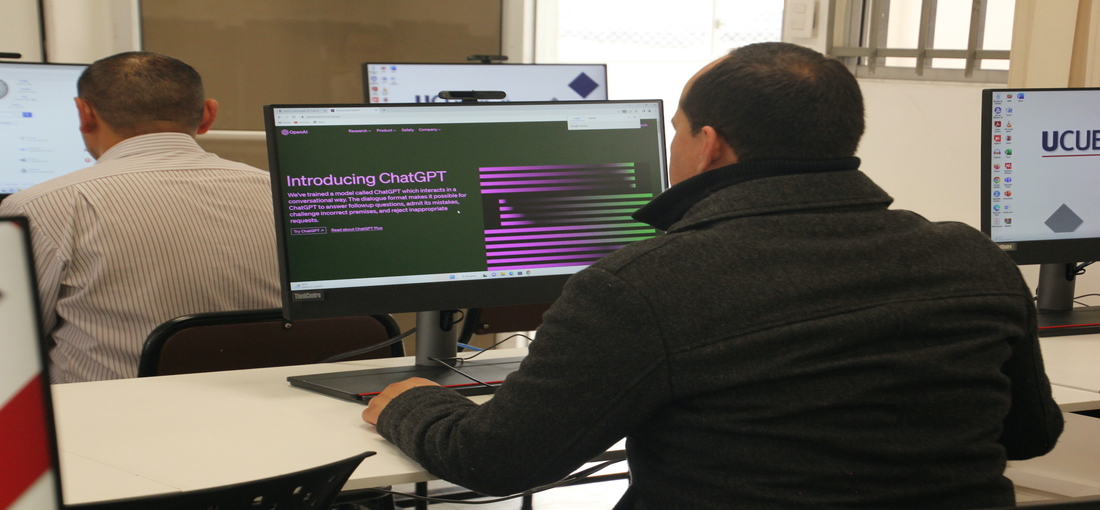 OpenAI
Research Product Safety Company
Introducing ChatGPT
We've trained a model called ChatGPT which interacts in a
conversational way. The dialogue format makes it possible for
ChatGPT to answer followup questions, admit its mistakes,
challenge incorrect premises, and reject inappropriate
requests.
Try ChatGPT ↗ Read about ChatGPT Plus
ThinkCentre
UCUE